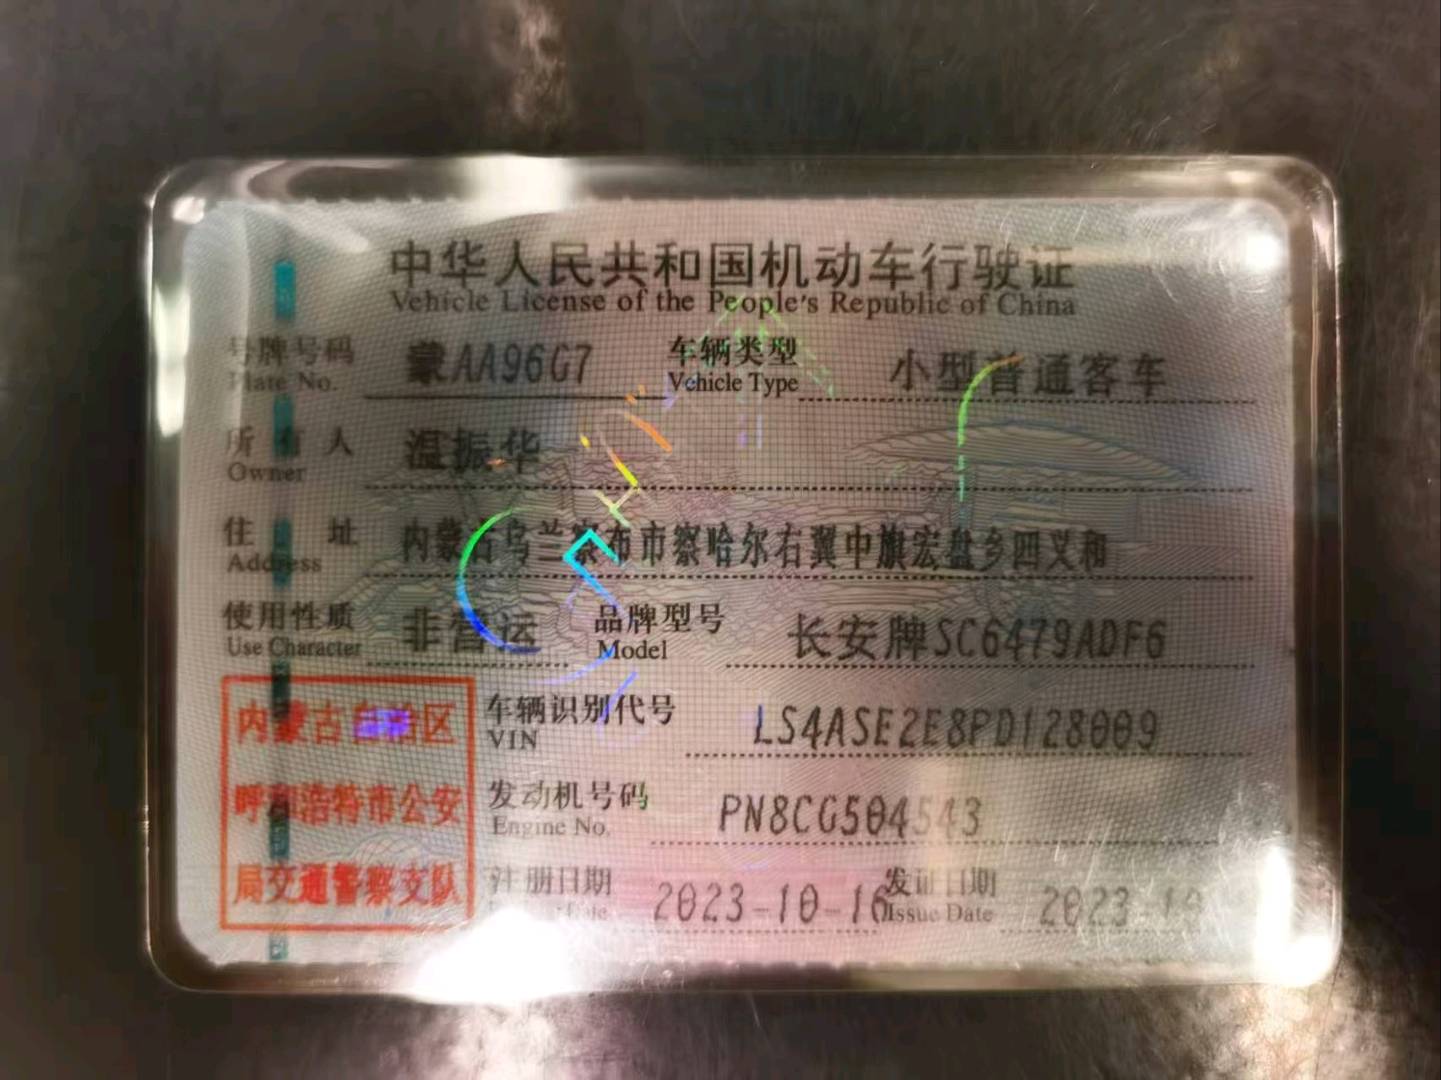 中华人民共和国机动车行驶证
Vehicle License of the People's Republic of China
号牌号码 蒙AA96G7 车辆类型 小型普通客车
Plate No. Vehicle Type
所有人 温振华
Owner
住址 内蒙古乌兰察布市察哈尔右翼中旗宏盘乡四义和
Address
使用性质 非营运 品牌型号 长安牌SC6479ADF6
Use Character Model
内蒙古自治区
呼和浩特市公安
局交通警察支队
车辆识别代号 LS4ASE2E8PD128009
VIN
发动机号码 PN8CG504543
Engine No.
注册日期 2023-10-16 发证日期 2023-10
Issue Date